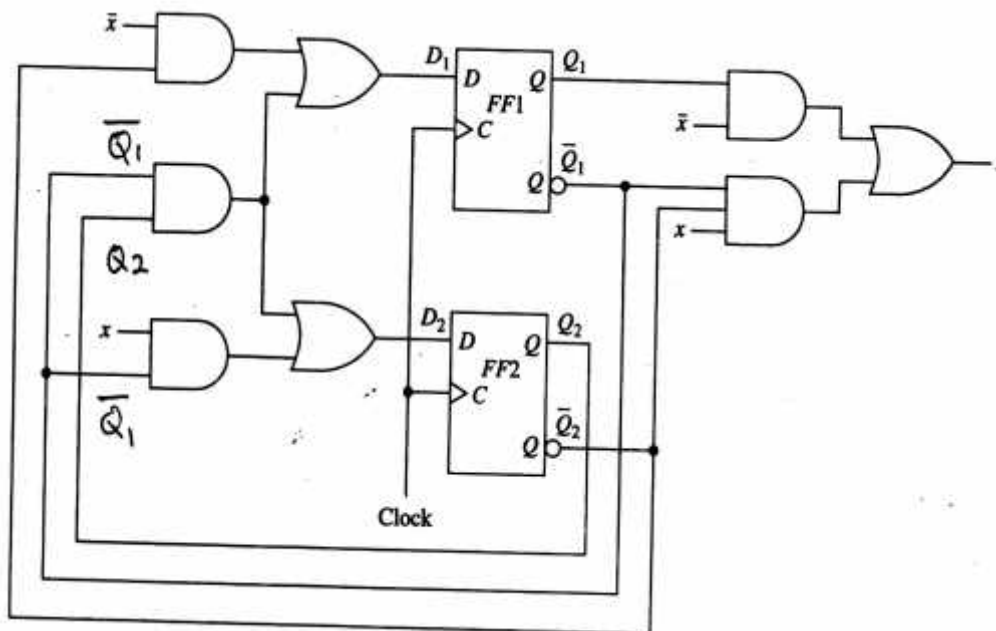 x̄
D₁
D
Q
Q₁
FF1
C
x̄
Q̄₁
Q̄₁
Q
x
Q₂
D₂
D
Q
Q₂
x
FF2
C
Q̄₁
Q̄₂
Q
Clock